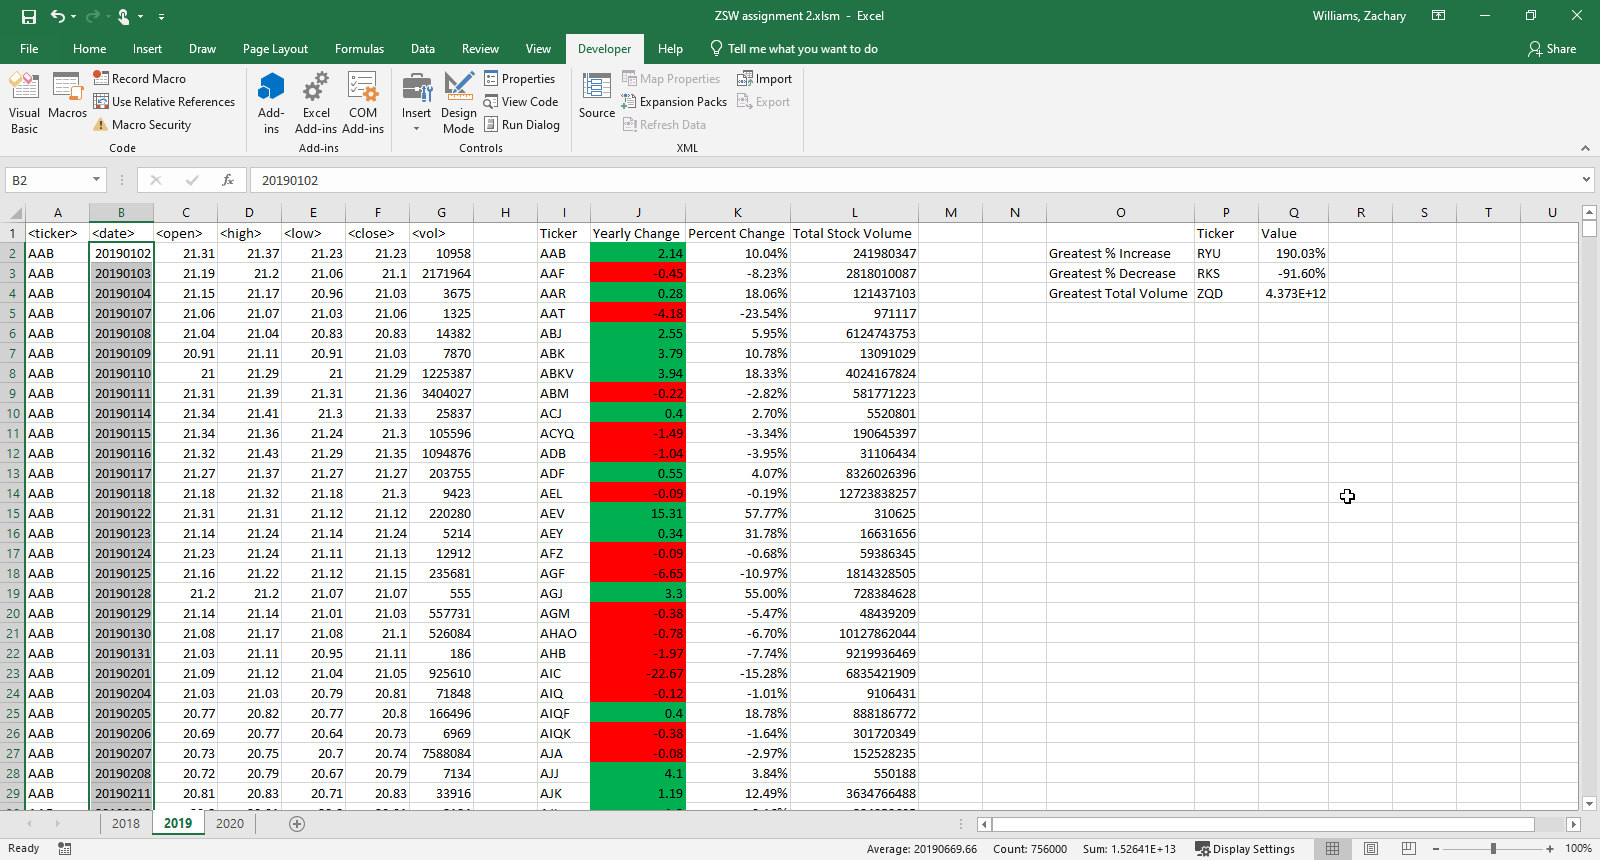 ZSW assignment 2.xlsm - Excel
Williams, Zachary
File Home Insert Draw Page Layout Formulas Data Review View Developer Help Tell me what you want to do Share
Visual Basic
Macros
Record Macro
Use Relative References
Macro Security
Code
Add-ins
Excel Add-ins
COM Add-ins
Add-ins
Insert
Design Mode
Properties
View Code
Run Dialog
Controls
Source
Map Properties
Expansion Packs
Refresh Data
Import
Export
XML
B2 fx 20190102
A B C D E F G H I J K L M N O P Q R S T U
1 <ticker> <date> <open> <high> <low> <close> <vol> Ticker Yearly Change Percent Change Total Stock Volume Ticker Value
2 AAB 20190102 21.31 21.37 21.23 21.23 10958 AAB 2.14 10.04% 241980347 Greatest % Increase RYU 190.03%
3 AAB 20190103 21.19 21.2 21.06 21.1 2171964 AAF -0.45 -8.23% 2818010087 Greatest % Decrease RKS -91.60%
4 AAB 20190104 21.15 21.17 20.96 21.03 3675 AAR 0.28 18.06% 121437103 Greatest Total Volume ZQD 4.373E+12
5 AAB 20190107 21.06 21.07 21.03 21.06 1325 AAT -4.18 -23.54% 971117
6 AAB 20190108 21.04 21.04 20.83 20.83 14382 ABJ 2.55 5.95% 6124743753
7 AAB 20190109 20.91 21.11 20.91 21.03 7870 ABK 3.79 10.78% 13091029
8 AAB 20190110 21 21.29 21 21.29 1225387 ABKV 3.94 18.33% 4024167824
9 AAB 20190111 21.31 21.39 21.31 21.36 3404027 ABM -0.22 -2.82% 581771223
10 AAB 20190114 21.34 21.41 21.3 21.33 25837 ACJ 0.4 2.70% 5520801
11 AAB 20190115 21.34 21.36 21.24 21.3 105596 ACYQ -1.49 -3.34% 190645397
12 AAB 20190116 21.32 21.43 21.29 21.35 1094876 ADB -1.04 -3.95% 31106434
13 AAB 20190117 21.27 21.37 21.27 21.27 203755 ADF 0.55 4.07% 8326026396
14 AAB 20190118 21.18 21.32 21.18 21.3 9423 AEL -0.09 -0.19% 12723838257
15 AAB 20190122 21.31 21.31 21.12 21.12 220280 AEV 15.31 57.77% 310625
16 AAB 20190123 21.14 21.24 21.14 21.24 5214 AEY 0.34 31.78% 16631656
17 AAB 20190124 21.23 21.24 21.11 21.13 12912 AFZ -0.09 -0.68% 59386345
18 AAB 20190125 21.16 21.22 21.12 21.15 235681 AGF -6.65 -10.97% 1814328505
19 AAB 20190128 21.2 21.2 21.07 21.07 555 AGJ 3.3 55.00% 728384628
20 AAB 20190129 21.14 21.14 21.01 21.03 557731 AGM -0.38 -5.47% 48439209
21 AAB 20190130 21.08 21.17 21.08 21.1 526084 AHAO -0.78 -6.70% 10127862044
22 AAB 20190131 21.03 21.11 20.95 21.11 186 AHB -1.97 -7.74% 9219936469
23 AAB 20190201 21.09 21.12 21.04 21.05 925610 AIC -22.67 -15.28% 6835421909
24 AAB 20190204 21.03 21.03 20.79 20.81 71848 AIQ -0.12 -1.01% 9106431
25 AAB 20190205 20.77 20.82 20.77 20.8 166496 AIQF 0.4 18.78% 888186772
26 AAB 20190206 20.69 20.77 20.64 20.73 6969 AIQK -0.38 -1.64% 301720349
27 AAB 20190207 20.73 20.75 20.7 20.74 7588084 AJA -0.08 -2.97% 152528235
28 AAB 20190208 20.72 20.79 20.67 20.79 7134 AJJ 4.1 3.84% 550188
29 AAB 20190211 20.81 20.83 20.71 20.83 33916 AJK 1.19 12.49% 3634766488
2018 2019 2020
Ready Average: 20190669.66 Count: 756000 Sum: 1.52641E+13 Display Settings 100%